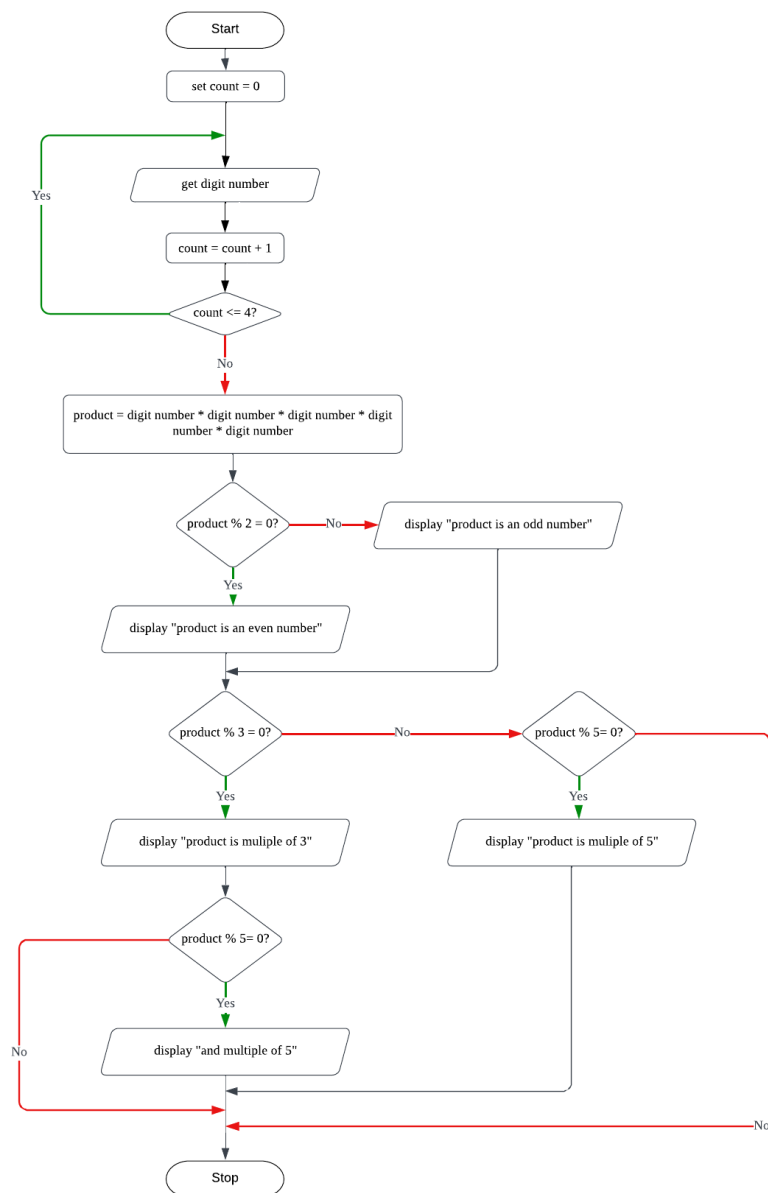 Start
set count = 0
Yes
get digit number
count = count + 1
count <= 4?
No
product = digit number * digit number * digit number * digit
number * digit number
product % 2 = 0?
No
display "product is an odd number"
Yes
display "product is an even number"
product % 3 = 0?
No
product % 5= 0?
Yes
Yes
display "product is muliple of 3"
display "product is muliple of 5"
product % 5= 0?
Yes
No
display "and multiple of 5"
No
Stop